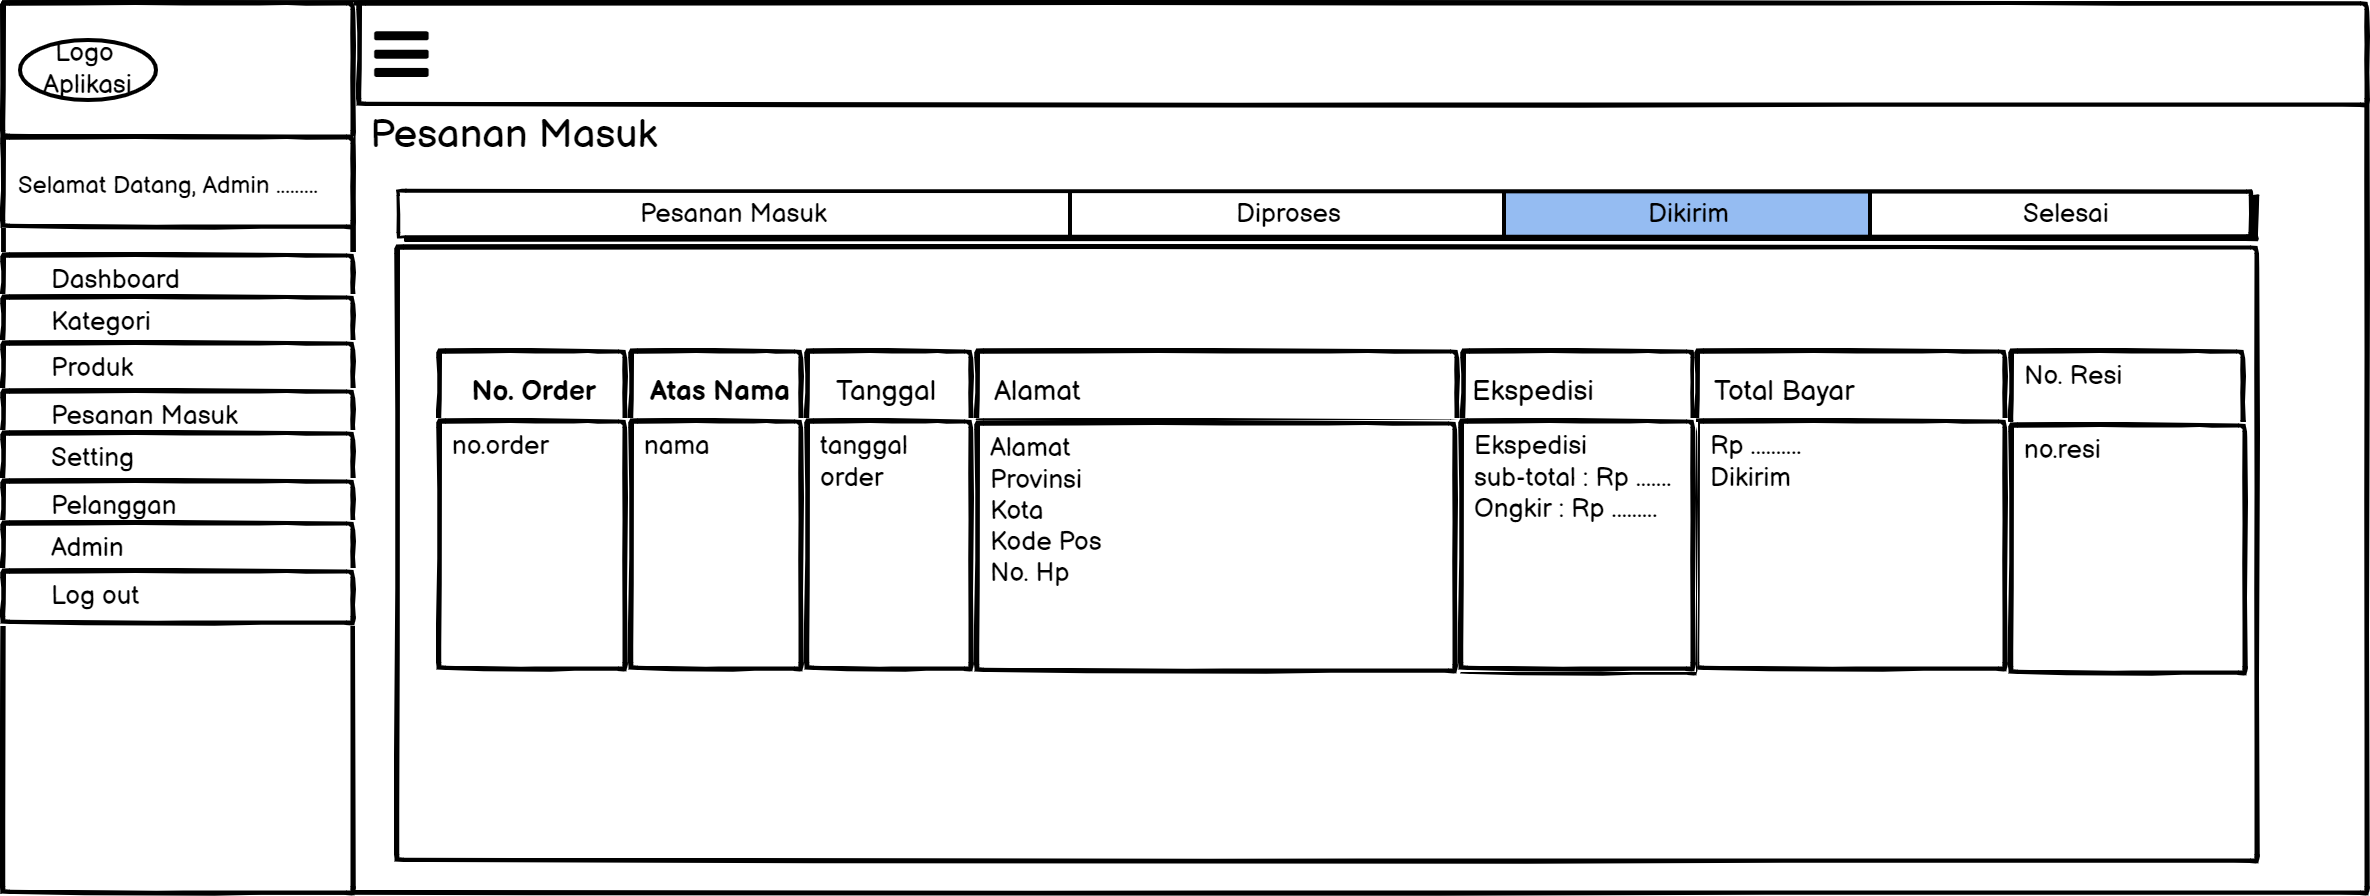 Logo
Aplikasi
Selamat Datang, Admin .........
Dashboard
Kategori
Produk
Pesanan Masuk
Setting
Pelanggan
Admin
Log out
Pesanan Masuk
Pesanan Masuk
Diproses
Dikirim
Selesai
No. Order
Atas Nama
Tanggal
Alamat
Ekspedisi
Total Bayar
No. Resi
no.order
nama
tanggal
order
Alamat
Provinsi
Kota
Kode Pos
No. Hp
Ekspedisi
sub-total : Rp .......
Ongkir : Rp .........
Rp ..........
Dikirim
no.resi